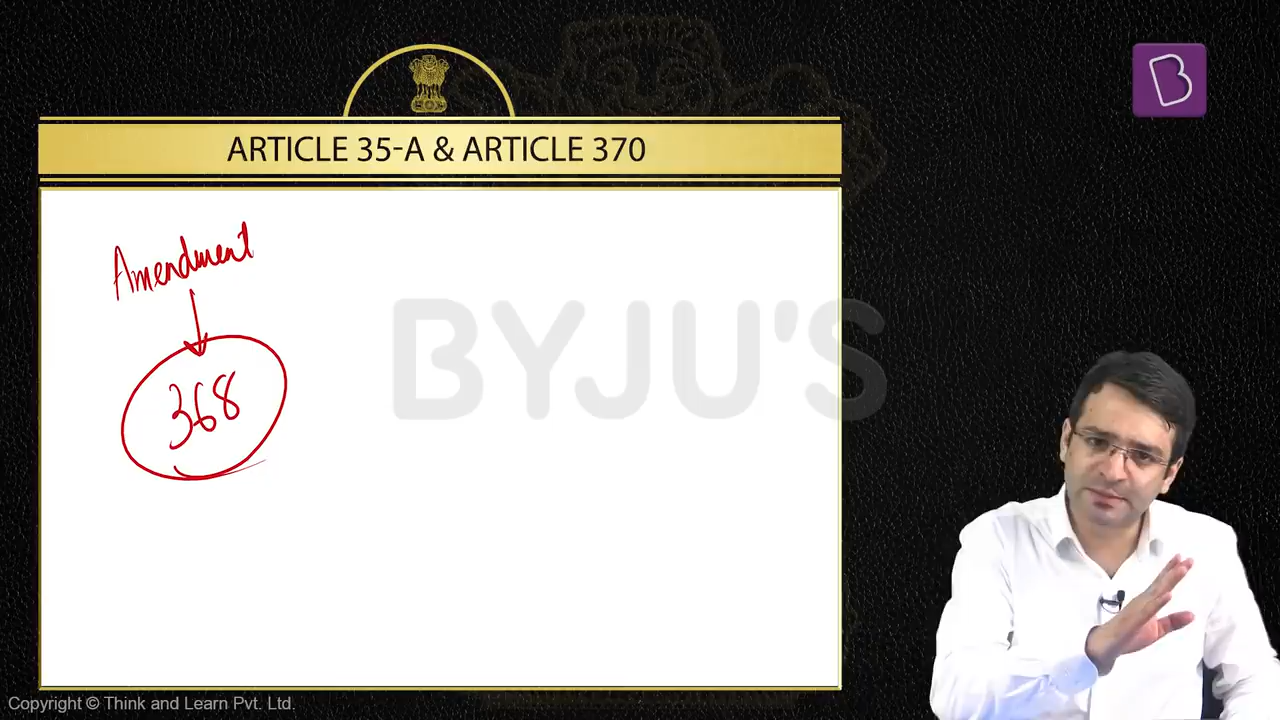 B
ARTICLE 35-A & ARTICLE 370
Amendment
368
BYJU'S
Copyright © Think and Learn Pvt. Ltd.